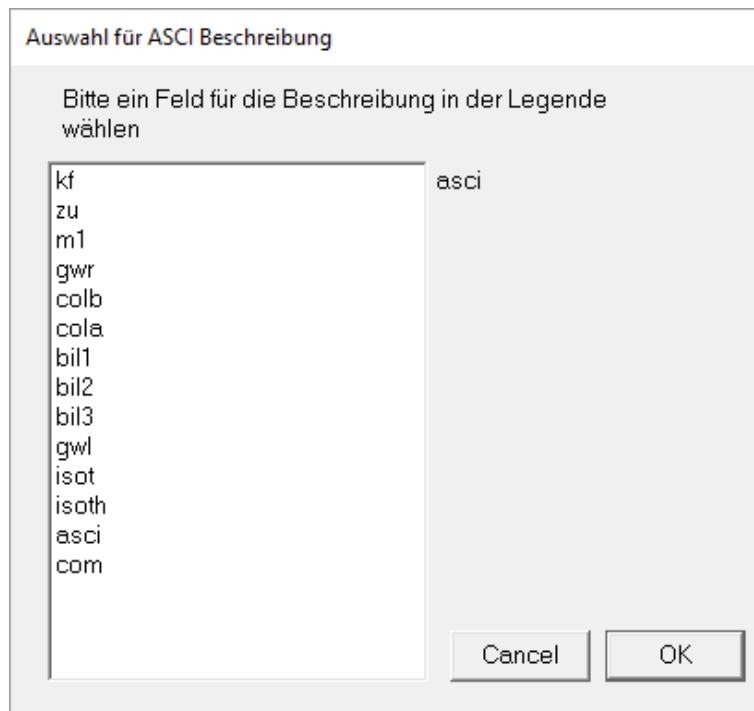 Auswahl für ASCI Beschreibung
Bitte ein Feld für die Beschreibung in der Legende
wählen
kf
asci
zu
m1
gwr
colb
cola
bil1
bil2
bil3
gwl
isot
isoth
asci
com
Cancel
OK